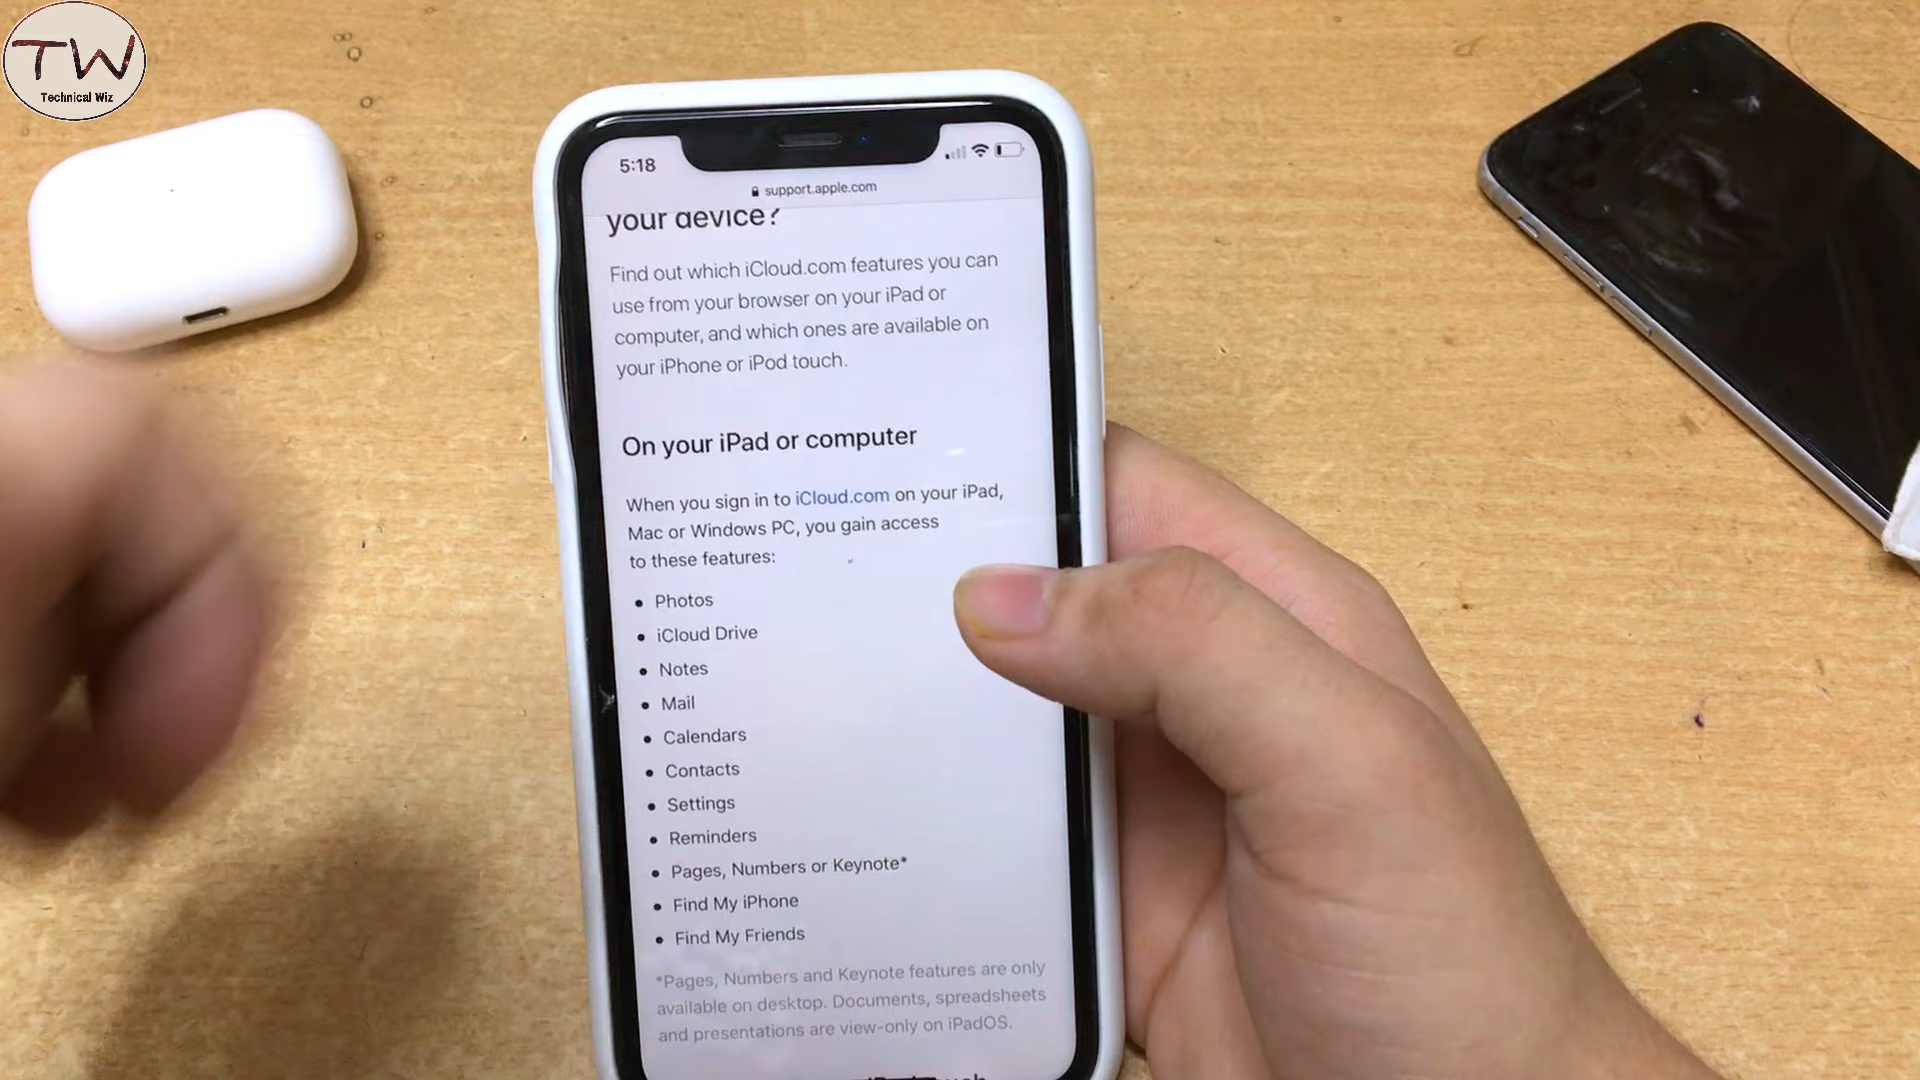 TW
Technical Wiz
5:18
support.apple.com
your device?
Find out which iCloud.com features you can
use from your browser on your iPad or
computer, and which ones are available on
your iPhone or iPod touch.
On your iPad or computer
When you sign in to iCloud.com on your iPad,
Mac or Windows PC, you gain access
to these features:
• Photos
• iCloud Drive
• Notes
• Mail
• Calendars
• Contacts
• Settings
• Reminders
• Pages, Numbers or Keynote*
• Find My iPhone
• Find My Friends
*Pages, Numbers and Keynote features are only
available on desktop. Documents, spreadsheets
and presentations are view-only on iPadOS.